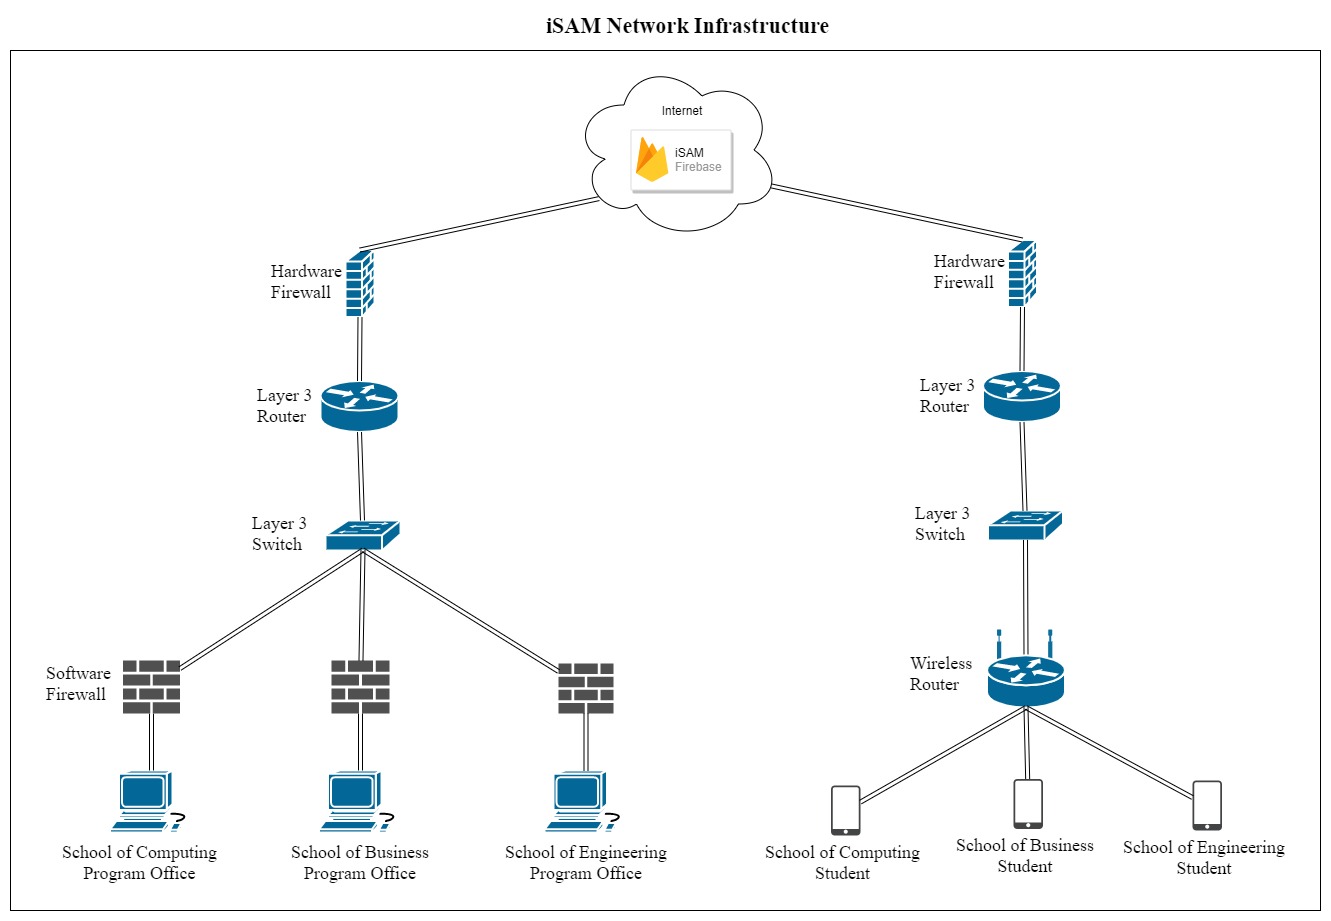 iSAM Network Infrastructure
Internet
iSAM
Firebase
Hardware
Firewall
Hardware
Firewall
Layer 3
Router
Layer 3
Router
Layer 3
Switch
Layer 3
Switch
Software
Firewall
Wireless
Router
School of Computing
Program Office
School of Business
Program Office
School of Engineering
Program Office
School of Computing
Student
School of Business
Student
School of Engineering
Student